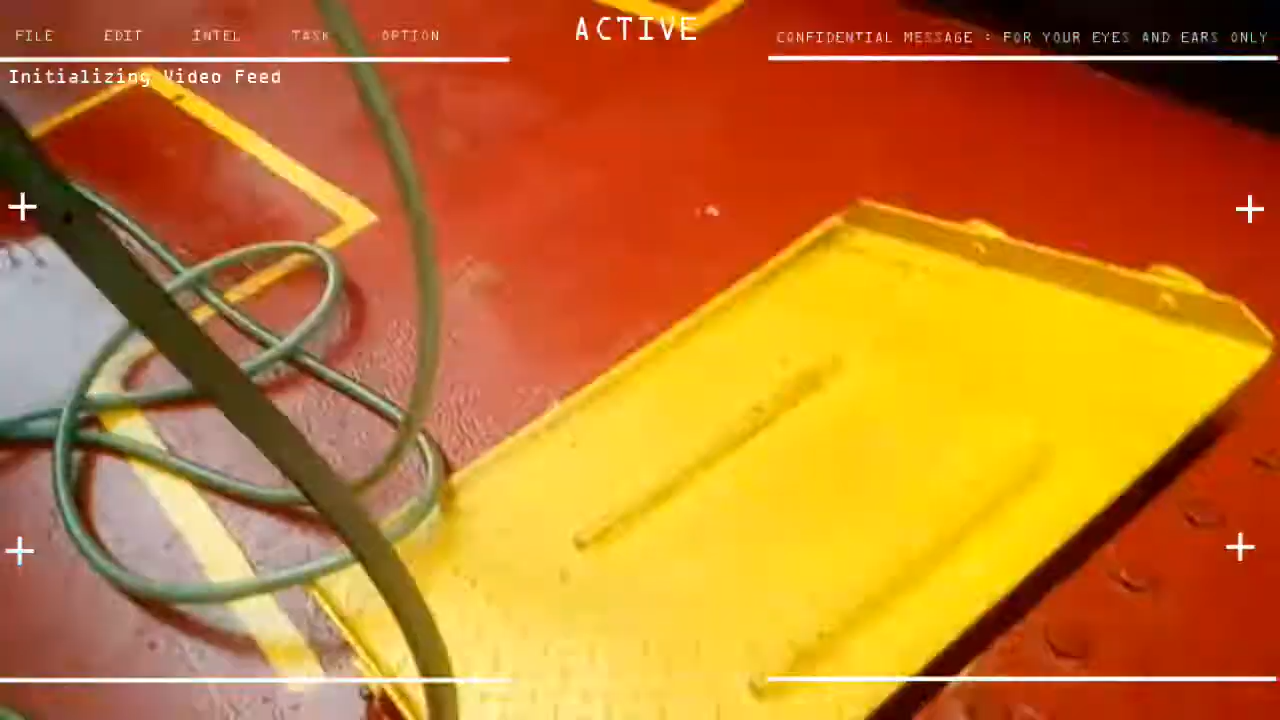 FILE EDIT INTEL TASK OPTION
ACTIVE
CONFIDENTIAL MESSAGE : FOR YOUR EYES AND EARS ONLY
Initializing Video Feed